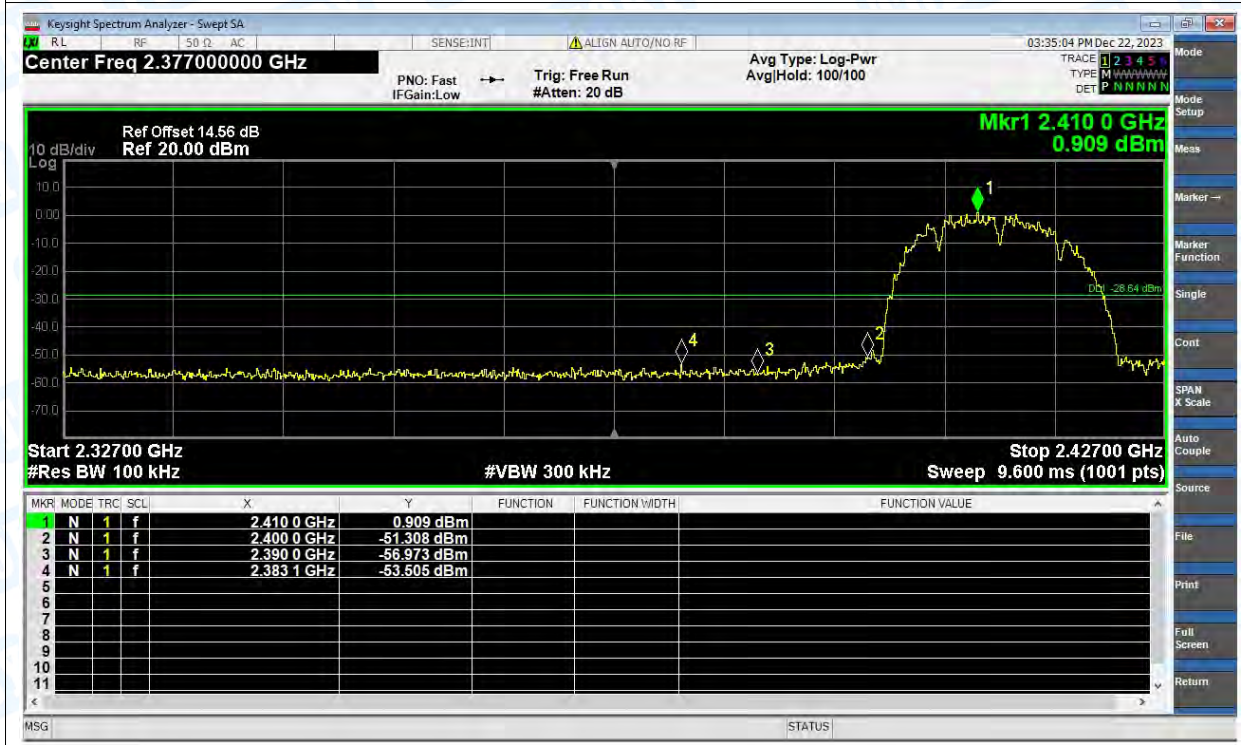 Keysight Spectrum Analyzer - Swept SA
RL RF 50 Ω AC SENSE:INT ALIGN AUTO/NO RF 03:35:04 PM Dec 22, 2023
Center Freq 2.377000000 GHz
PNO: Fast
IFGain:Low
Trig: Free Run
#Atten: 20 dB
Avg Type: Log-Pwr
Avg|Hold: 100/100
TRACE 1 2 3 4 5 6
TYPE M W W W W W
DET P N N N N N
Ref Offset 14.56 dB
10 dB/div Ref 20.00 dBm
Log
Mkr1 2.410 0 GHz
0.909 dBm
10.0
0.00
-10.0
-20.0
-30.0
-40.0
-50.0
-60.0
-70.0
1
2
3
4
-28.64 dBm
Start 2.32700 GHz Stop 2.42700 GHz
#Res BW 100 kHz #VBW 300 kHz Sweep 9.600 ms (1001 pts)
MKR MODE TRC SCL X Y FUNCTION FUNCTION WIDTH FUNCTION VALUE
1 N 1 f 2.410 0 GHz 0.909 dBm
2 N 1 f 2.400 0 GHz -51.308 dBm
3 N 1 f 2.390 0 GHz -56.973 dBm
4 N 1 f 2.383 1 GHz -53.505 dBm
5
6
7
8
9
10
11
MSG STATUS
Mode
Mode
Setup
Meas
Marker→
Marker
Function
Single
Cont
SPAN
X Scale
Auto
Couple
Source
File
Print
Full
Screen
Return